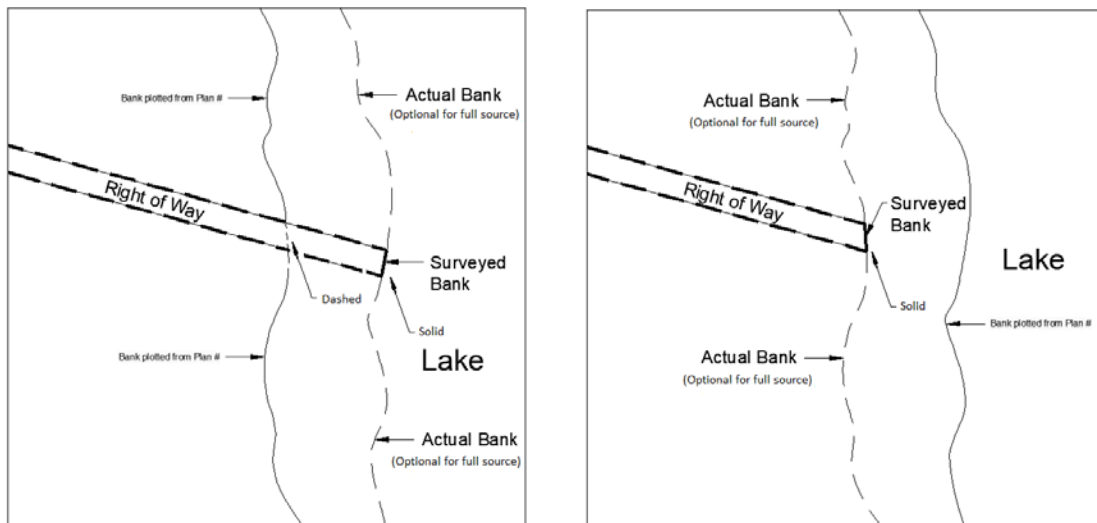 Bank plotted from Plan #
Actual Bank
(Optional for full source)
Right of Way
Surveyed
Bank
Dashed
Solid
Bank plotted from Plan #
Lake
Actual Bank
(Optional for full source)
Actual Bank
(Optional for full source)
Right of Way
Surveyed
Bank
Lake
Solid
Bank plotted from Plan #
Actual Bank
(Optional for full source)